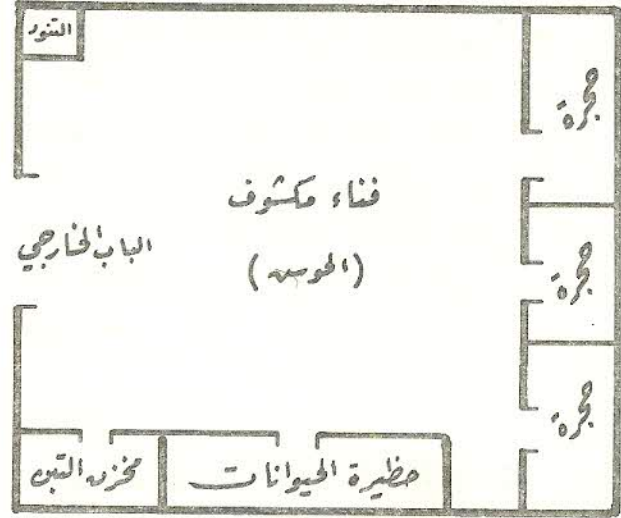 التنور
حجرة
فناء مكشوف
الباب الخارجي
(الحوش)
حجرة
حجرة
مخزن التبن
حظيرة الحيوانات